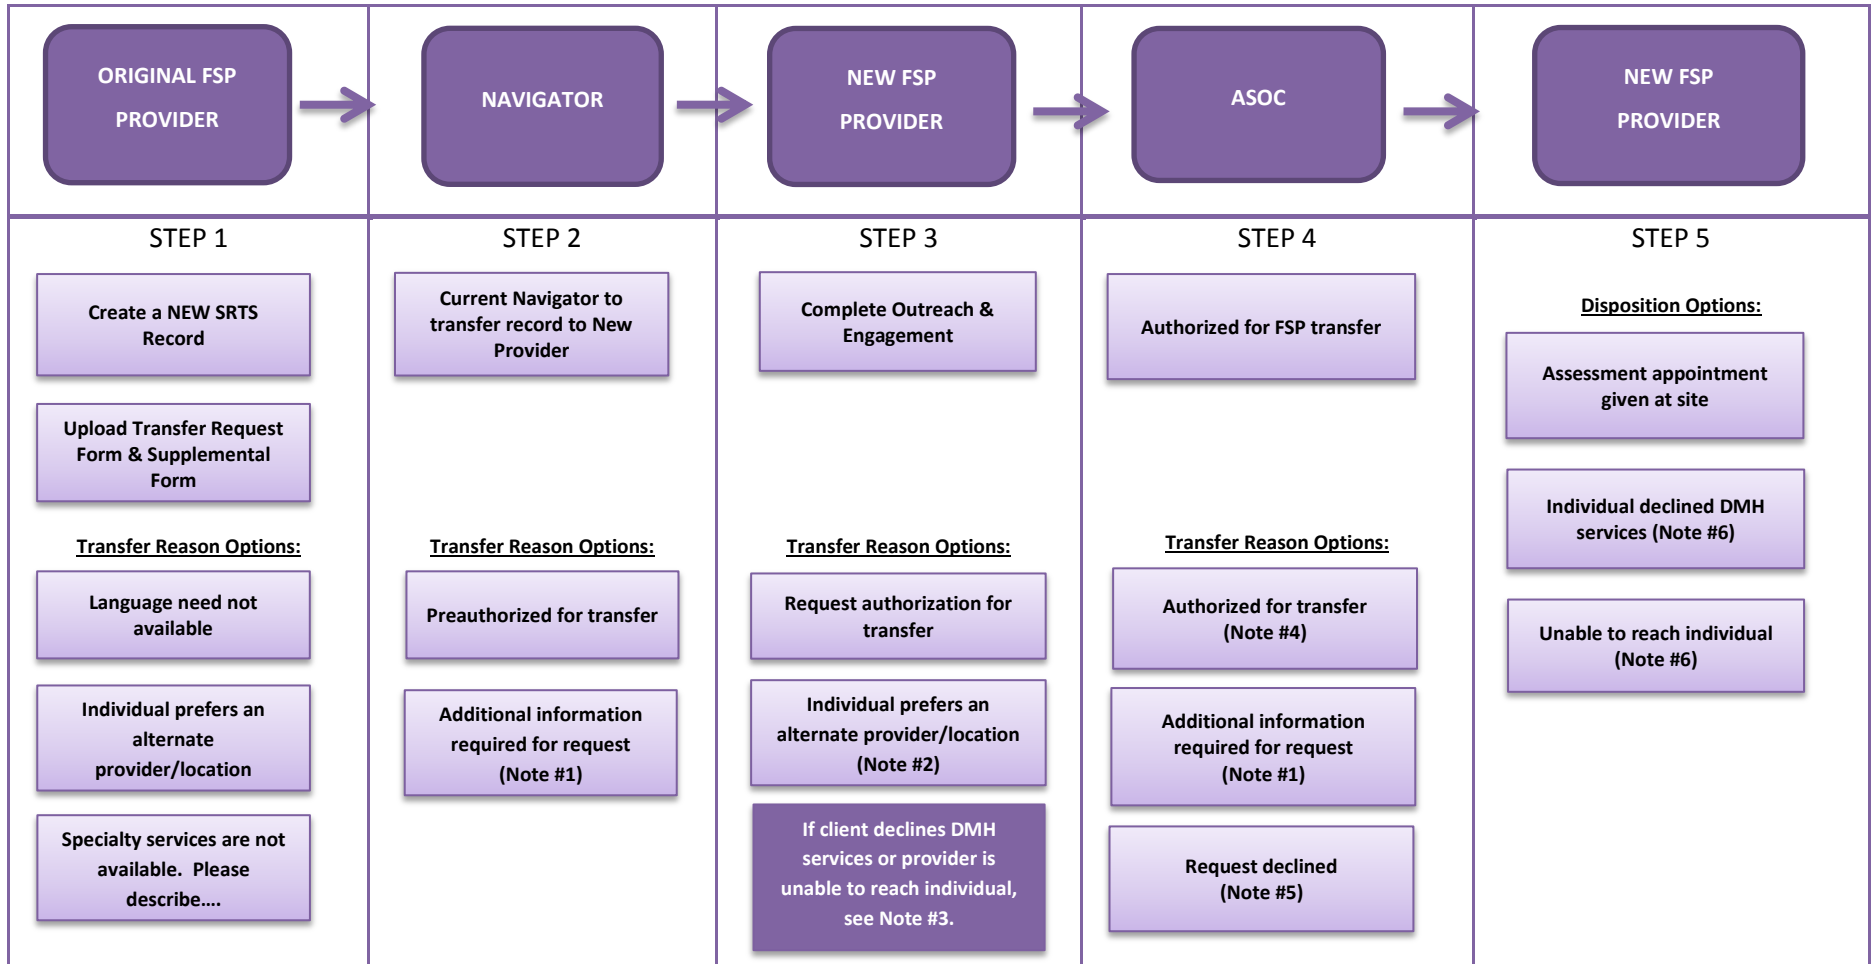 ORIGINAL FSP
PROVIDER
NAVIGATOR
NEW FSP
PROVIDER
ASOC
NEW FSP
PROVIDER
STEP 1
Create a NEW SRTS
Record
Upload Transfer Request
Form & Supplemental
Form
Transfer Reason Options:
Language need not
available
Individual prefers an
alternate
provider/location
Specialty services are not
available.  Please
describe....
STEP 2
Current Navigator to
transfer record to New
Provider
Transfer Reason Options:
Preauthorized for transfer
Additional information
required for request
(Note #1)
STEP 3
Complete Outreach &
Engagement
Transfer Reason Options:
Request authorization for
transfer
Individual prefers an
alternate provider/location
(Note #2)
If client declines DMH
services or provider is
unable to reach individual,
see Note #3.
STEP 4
Authorized for FSP transfer
Transfer Reason Options:
Authorized for transfer
(Note #4)
Additional information
required for request
(Note #1)
Request declined
(Note #5)
STEP 5
Disposition Options:
Assessment appointment
given at site
Individual declined DMH
services (Note #6)
Unable to reach individual
(Note #6)